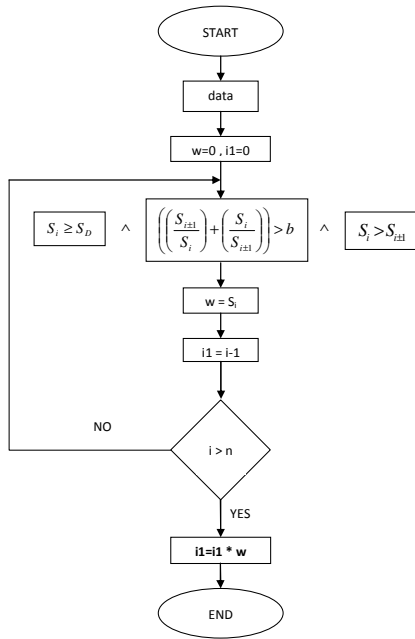 START
data
w=0 , i1=0
S_i ≥ S_D ∧ ((S_{i±1}/S_i)+(S_i/S_{i±1})) > b ∧ S_i > S_{i±1}
w = S_i
i1 = i-1
NO
i > n
YES
i1=i1 * w
END